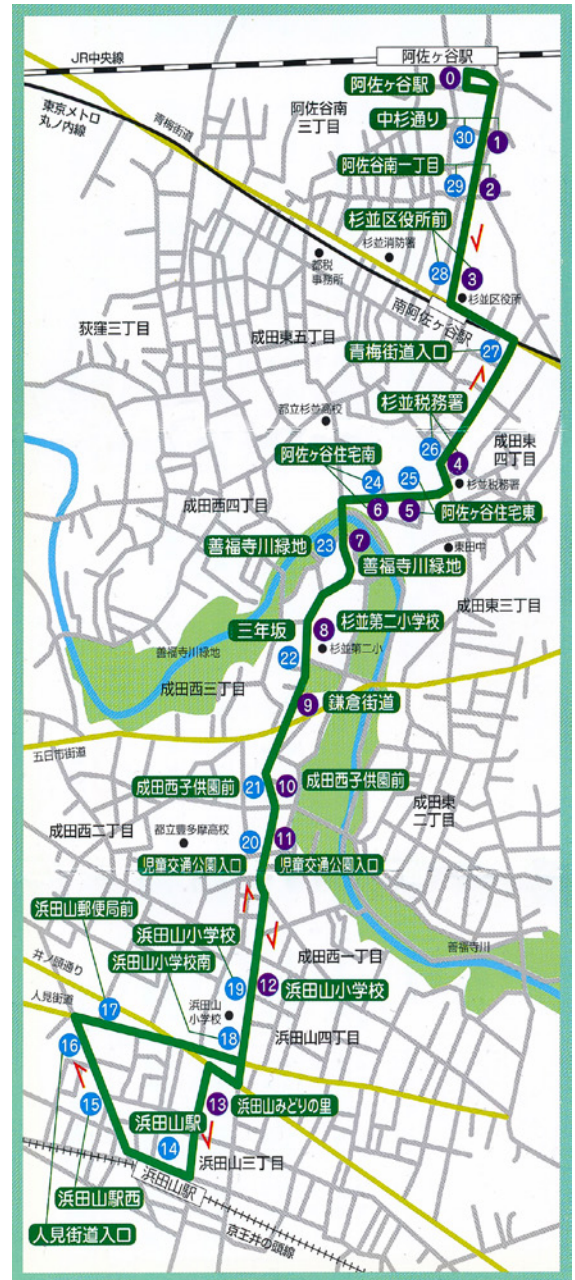 阿佐ヶ谷駅
JR中央線
0
阿佐ヶ谷駅
東京メトロ
丸ノ内線
青梅街道
阿佐谷南
三丁目
中杉通り
30
1
阿佐谷南一丁目
29
2
杉並区役所前
杉並消防署
28
3
都税
事務所
杉並区役所
南阿佐ヶ谷駅
荻窪三丁目
成田東五丁目
青梅街道入口
27
杉並税務署
都立杉並高校
26
4
成田東
四丁目
阿佐ヶ谷住宅南
25
24
杉並税務署
6
5
阿佐ヶ谷住宅東
成田西四丁目
23
7
善福寺川緑地
善福寺川緑地
東田中
成田東三丁目
三年坂
8
杉並第二小学校
杉並第二小
22
善福寺川緑地
成田西三丁目
9
鎌倉街道
五日市街道
成田西子供園前
21
10
成田西子供園前
成田東
二丁目
成田西二丁目
都立豊多摩高校
20
11
児童交通公園入口
児童交通公園入口
浜田山郵便局前
浜田山小学校
成田西一丁目
善福寺川
井ノ頭通り
浜田山小学校南
19
12
浜田山小学校
人見街道
17
浜田山
小学校
18
浜田山四丁目
16
15
浜田山駅
13
浜田山みどりの里
14
浜田山三丁目
浜田山駅西
浜田山駅
人見街道入口
京王井の頭線